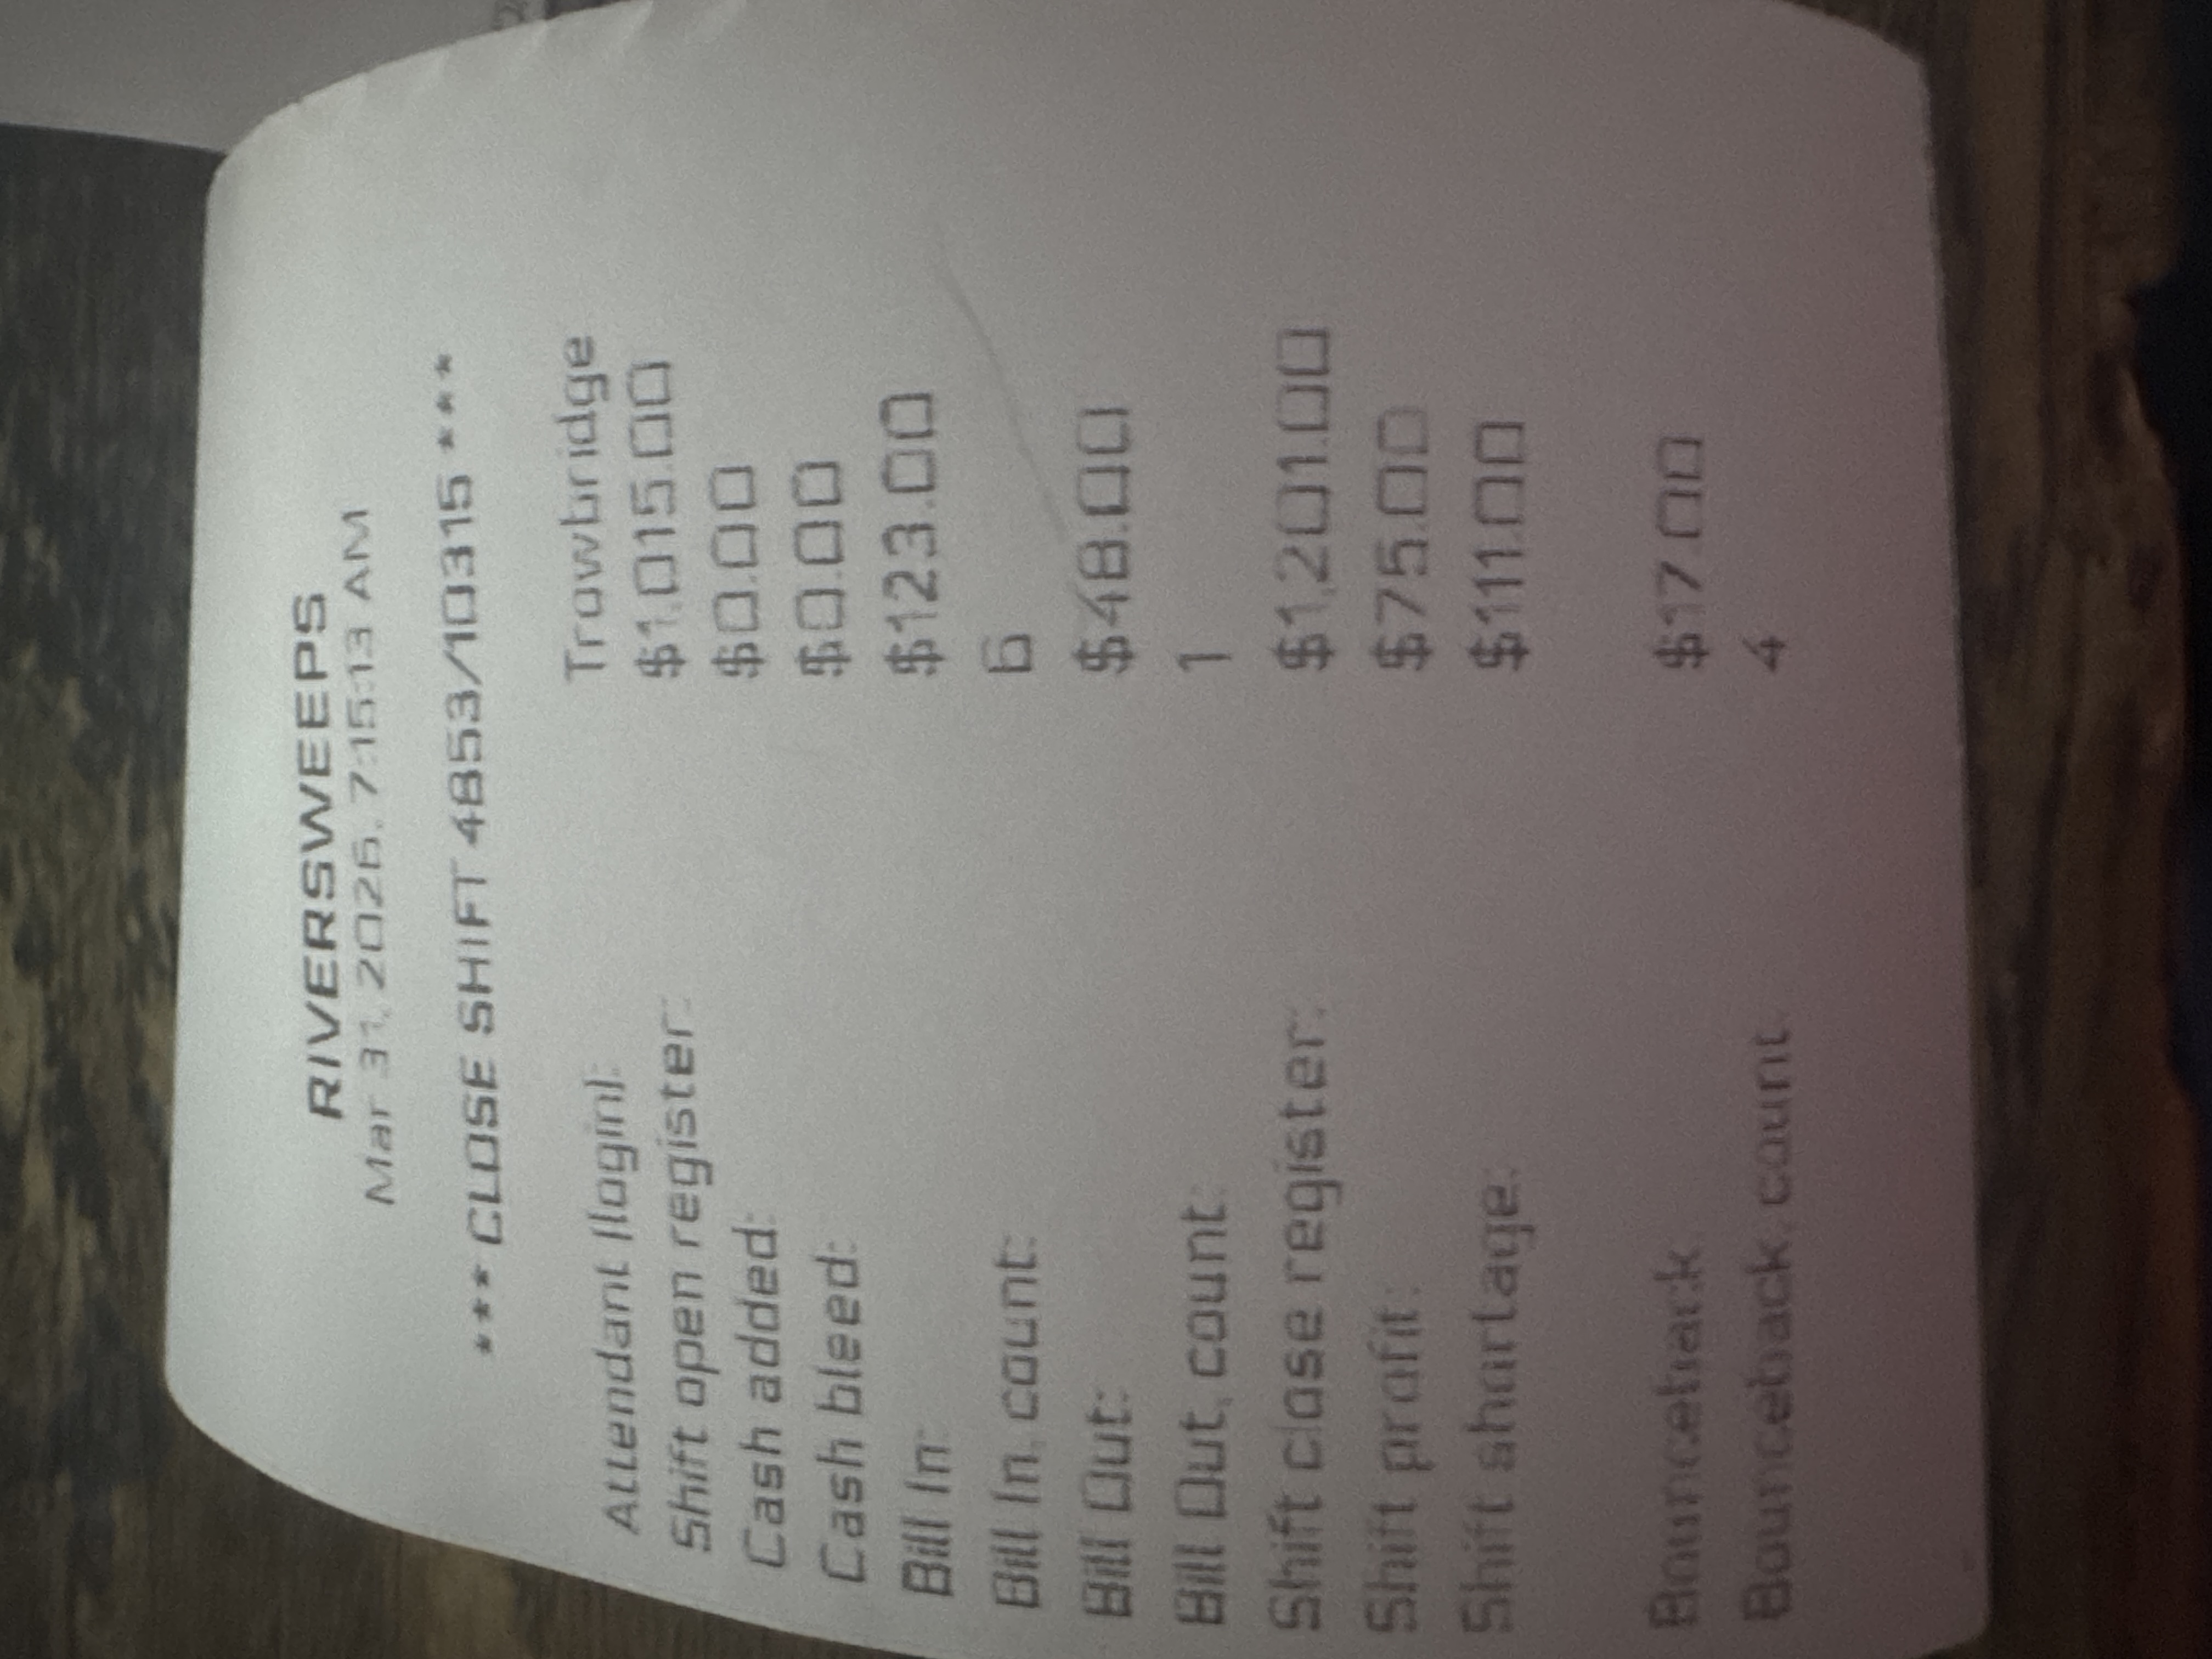 RIVERSWEEPS
Mar 31, 2026, 7:15:13 AM
*** CLOSE SHIFT 4853/10315 ***
Attendant (login): Trowbridge
Shift open register: $1,015.00
Cash added: $0.00
Cash bleed: $0.00
Bill In: $123.00
Bill In, count: 6
Bill Out: $48.00
Bill Out, count: 1
Shift close register: $1,201.00
Shift profit: $75.00
Shift shortage: $111.00
Bounceback $17.00
Bounceback, count 4